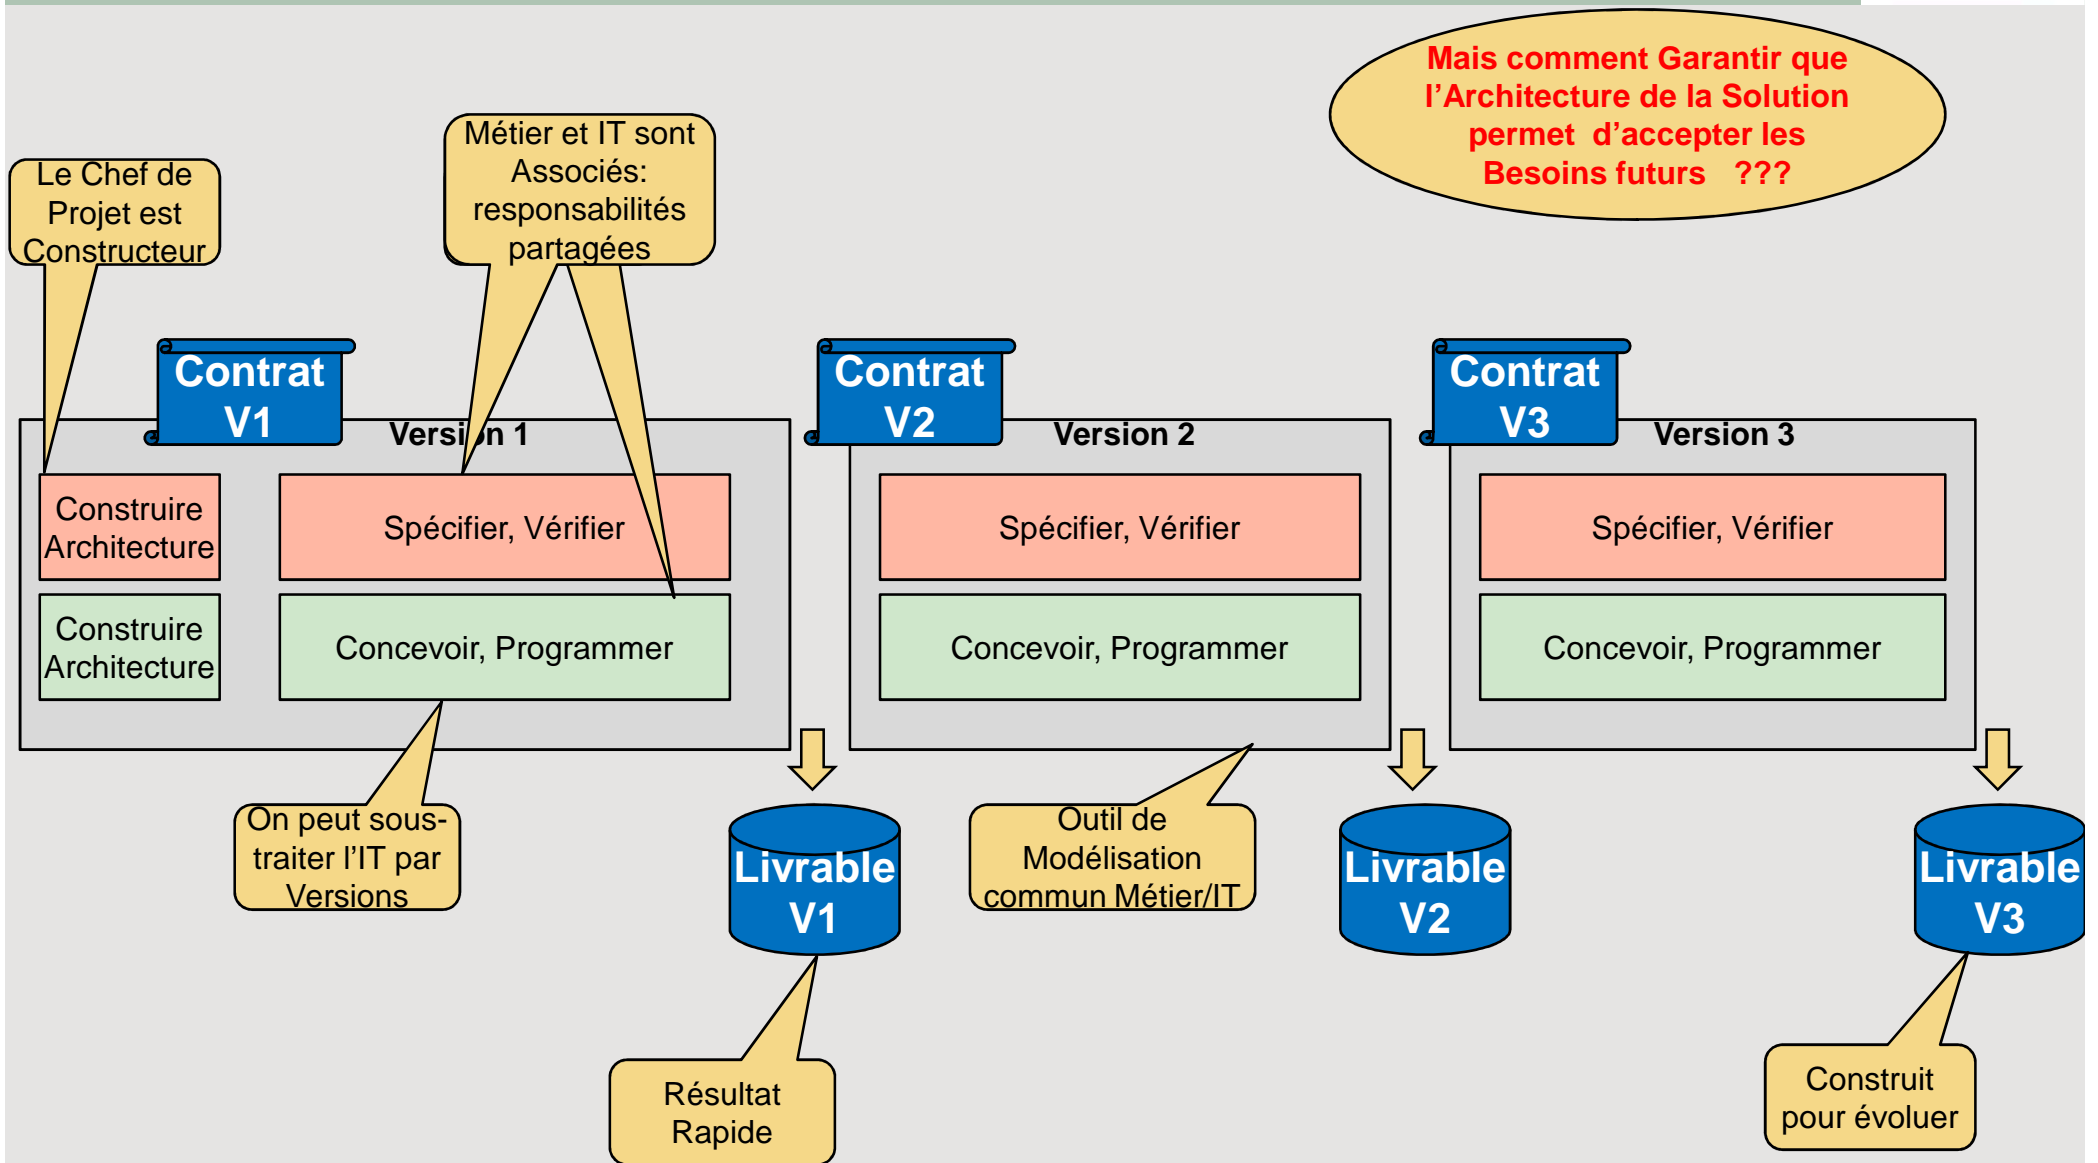 Mais comment Garantir que
l'Architecture de la Solution
permet d'accepter les
Besoins futurs ???
Métier et IT sont
Associés:
responsabilités
partagées
Le Chef de
Projet est
Constructeur
Contrat
V1
Contrat
V2
Contrat
V3
Version 1
Version 2
Version 3
Construire
Architecture
Spécifier, Vérifier
Spécifier, Vérifier
Spécifier, Vérifier
Construire
Architecture
Concevoir, Programmer
Concevoir, Programmer
Concevoir, Programmer
On peut sous-
traiter l'IT par
Versions
Livrable
V1
Outil de
Modélisation
commun Métier/IT
Livrable
V2
Livrable
V3
Résultat
Rapide
Construit
pour évoluer